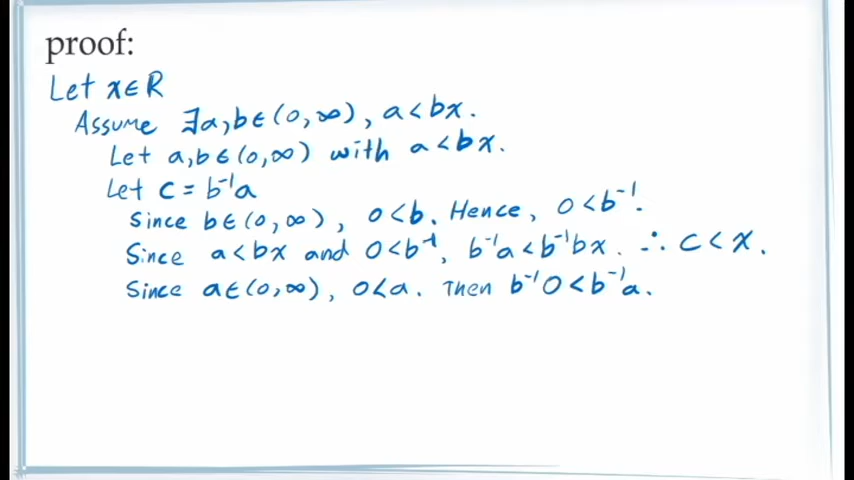 proof:
Let x∈R
Assume ∃a,b∈(0,∞), a<bx.
Let a,b∈(0,∞) with a<bx.
Let c=b⁻¹a
Since b∈(0,∞), 0<b. Hence, 0<b⁻¹.
Since a<bx and 0<b⁻¹, b⁻¹a<b⁻¹bx. ∴ c<x.
Since a∈(0,∞), 0<a. Then b⁻¹0<b⁻¹a.